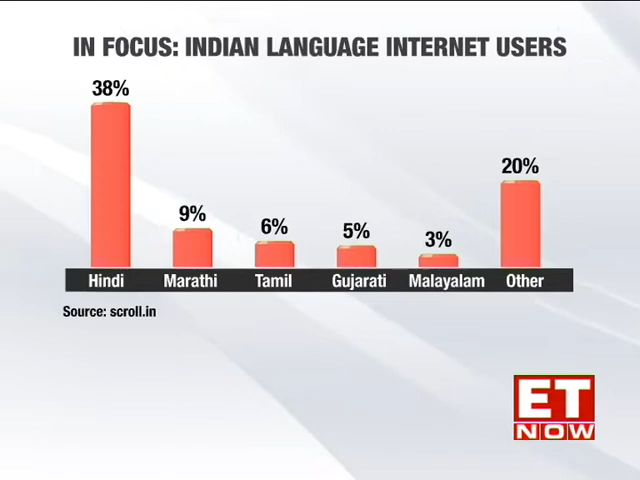 IN FOCUS: INDIAN LANGUAGE INTERNET USERS
38%
9%
6%
5%
3%
20%
Hindi Marathi Tamil Gujarati Malayalam Other
Source: scroll.in
ET
NOW